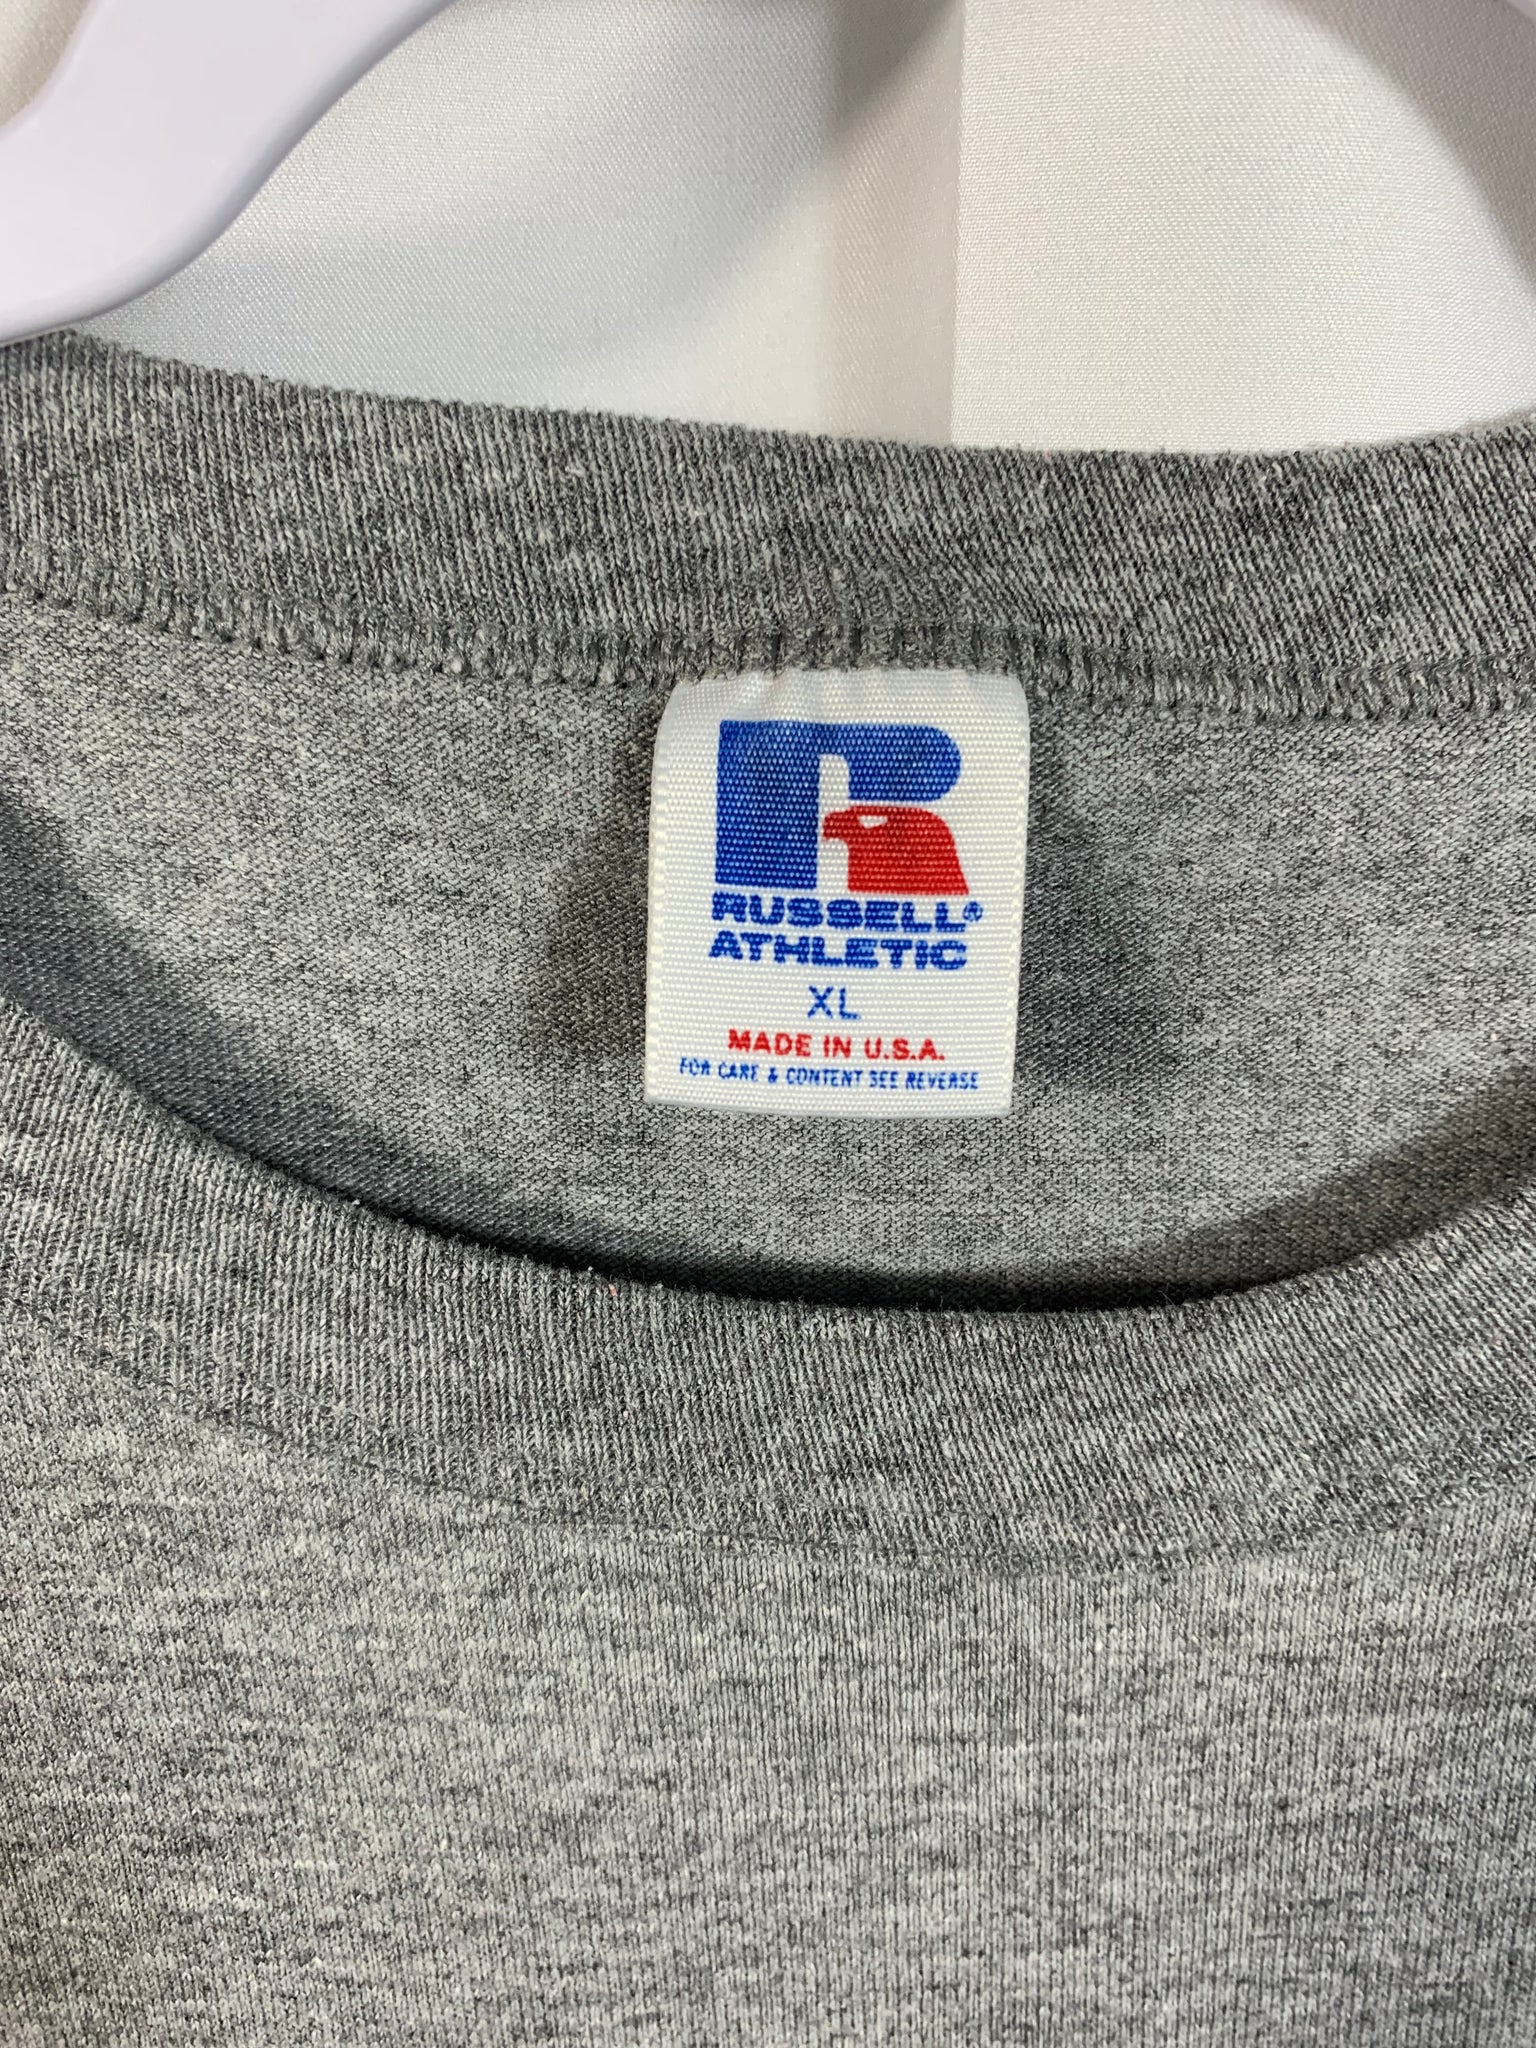 R
RUSSELL®
ATHLETIC
XL
MADE IN U.S.A.
FOR CARE & CONTENT SEE REVERSE